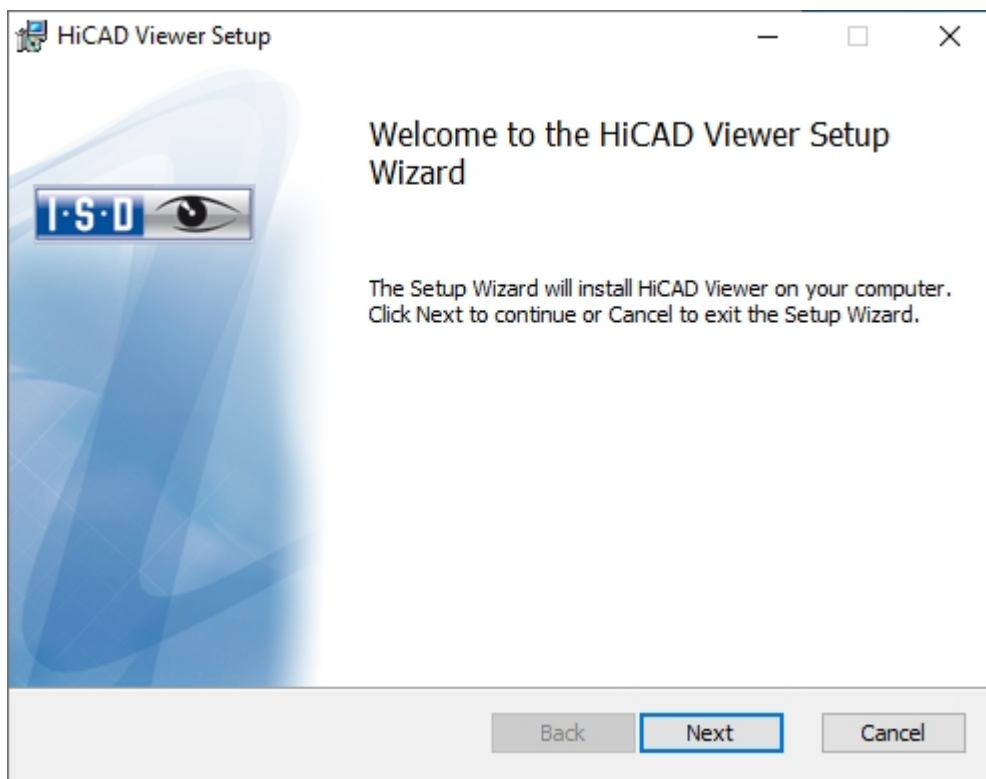 HiCAD Viewer Setup
Welcome to the HiCAD Viewer Setup
Wizard
I·S·D
The Setup Wizard will install HiCAD Viewer on your computer.
Click Next to continue or Cancel to exit the Setup Wizard.
Back Next Cancel